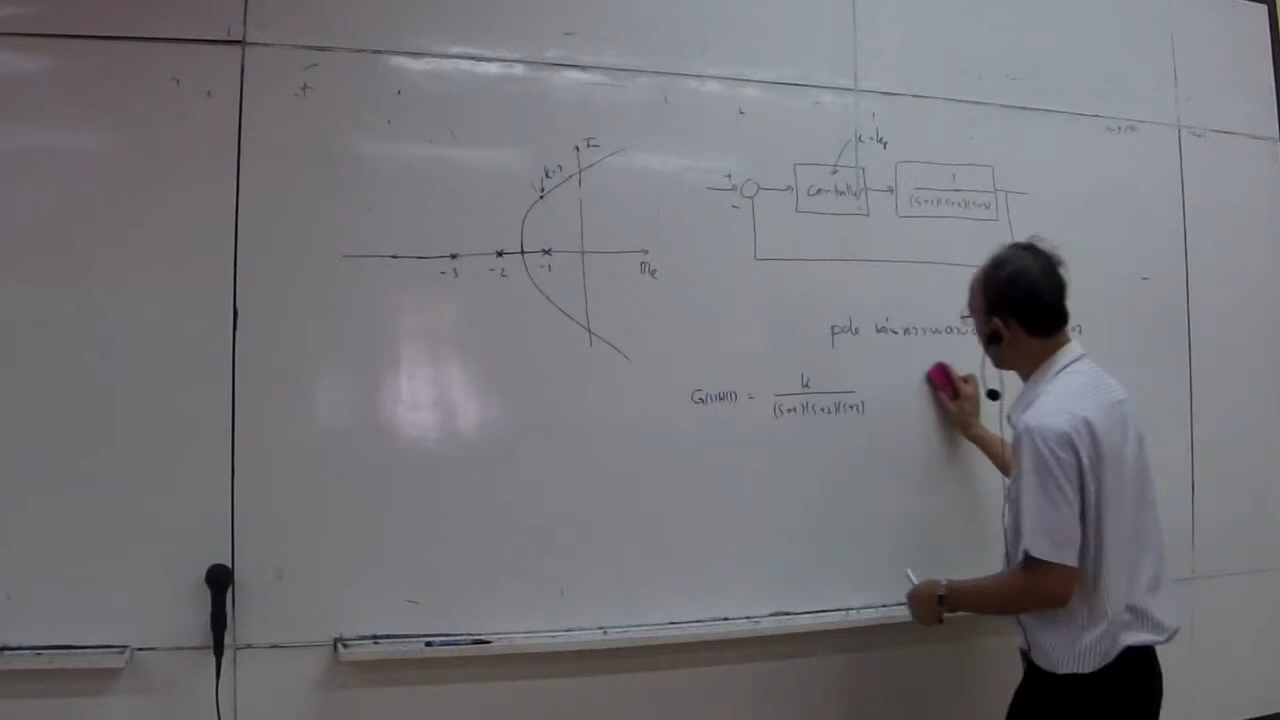 Im
k=?
-3 -2 -1
Re
k=kp
+
-
Controller
1
(s+1)(s+2)(s+3)
pole
G(s)H(s) = k
(s+1)(s+2)(s+3)